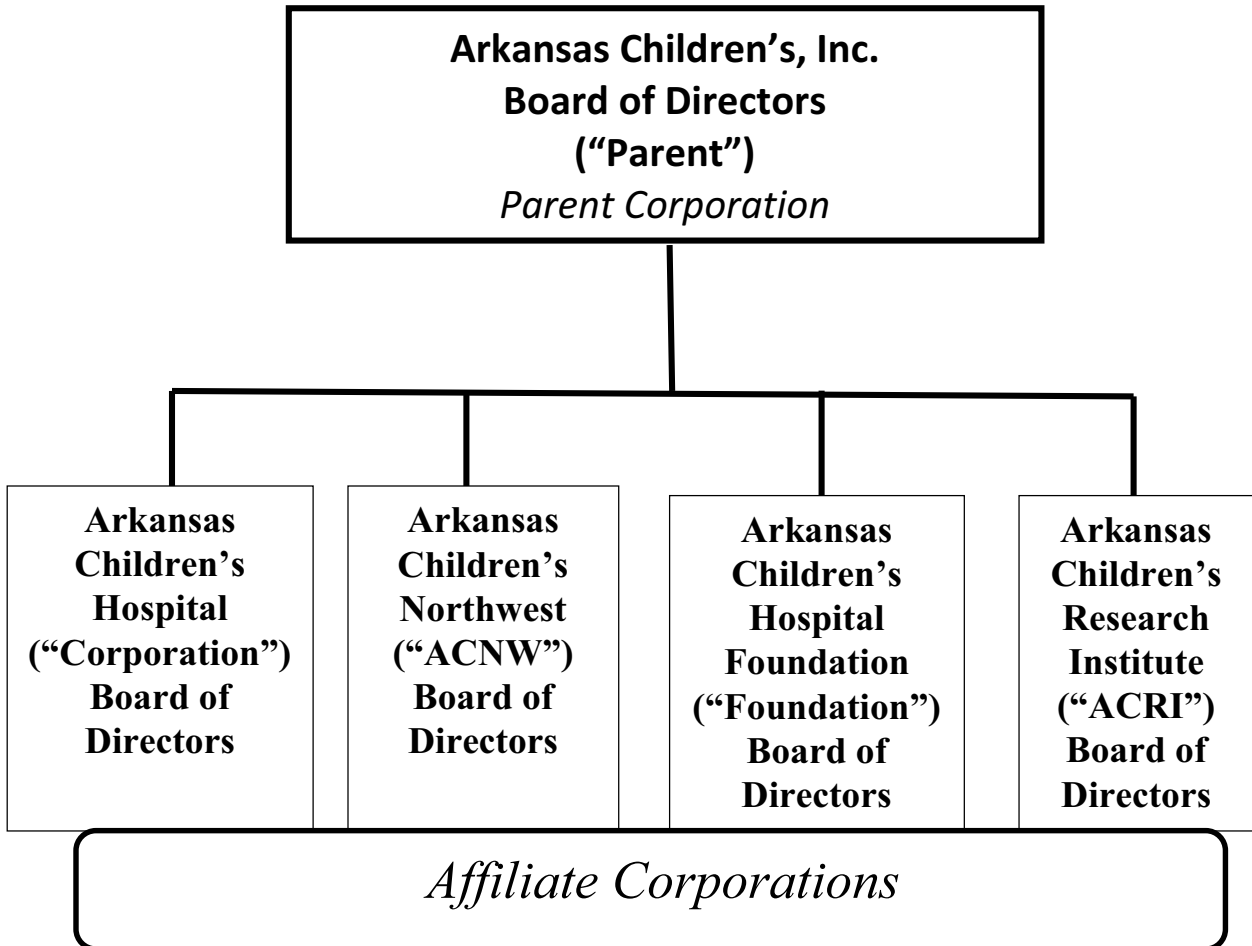 Arkansas Children’s, Inc.
Board of Directors
(“Parent”)
Parent Corporation
Arkansas
Children’s
Hospital
(“Corporation”)
Board of
Directors
Arkansas
Children’s
Northwest
(“ACNW”)
Board of
Directors
Arkansas
Children’s
Hospital
Foundation
(“Foundation”)
Board of
Directors
Arkansas
Children’s
Research
Institute
(“ACRI”)
Board of
Directors
Affiliate Corporations